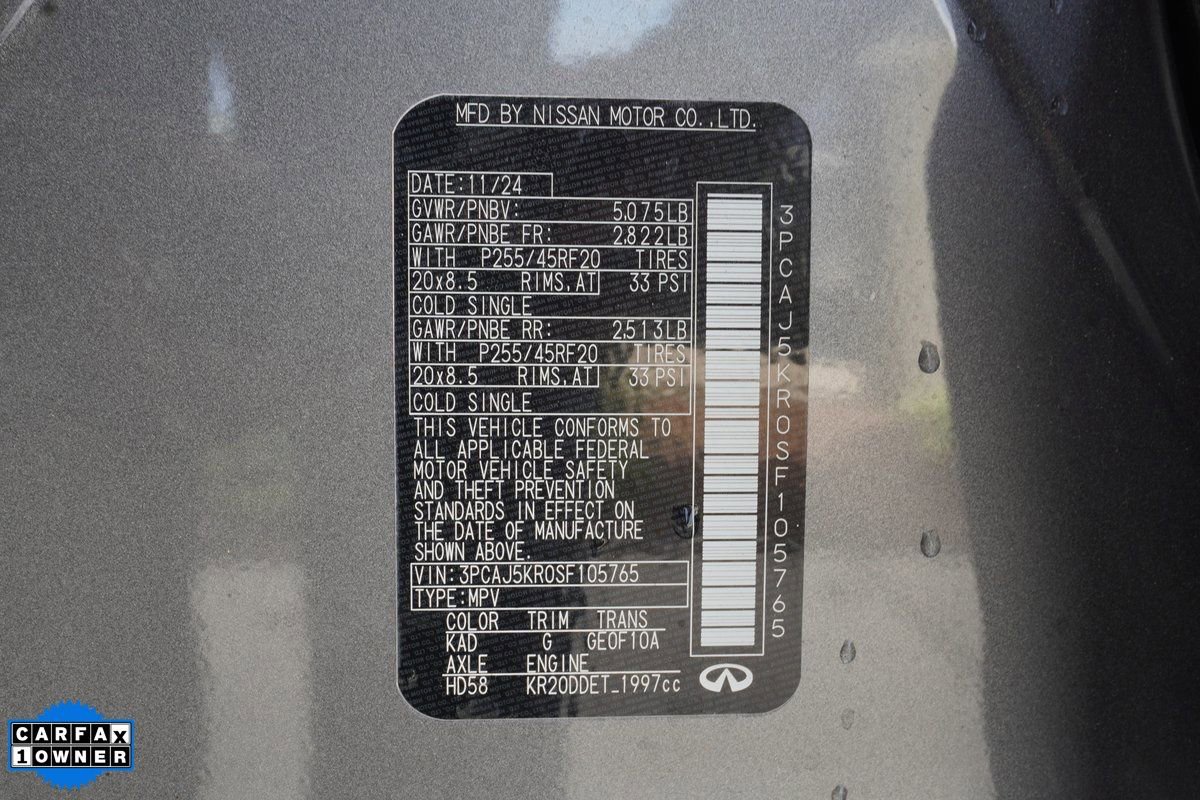 MFD BY NISSAN MOTOR CO.,LTD.
DATE:11/24
GVWR/PNBV: 5,075LB
GAWR/PNBE FR: 2,822LB
WITH P255/45RF20 TIRES
20x8.5 RIMS,AT 33 PSI
COLD SINGLE
GAWR/PNBE RR: 2,513LB
WITH P255/45RF20 TIRES
20x8.5 RIMS,AT 33 PSI
COLD SINGLE
THIS VEHICLE CONFORMS TO
ALL APPLICABLE FEDERAL
MOTOR VEHICLE SAFETY
AND THEFT PREVENTION
STANDARDS IN EFFECT ON
THE DATE OF MANUFACTURE
SHOWN ABOVE.
VIN:3PCAJ5KR0SF105765
TYPE:MPV
COLOR TRIM TRANS
KAD G GE0F10A
AXLE ENGINE
HD58 KR20DDET_1997cc
3PCAJ5KR0SF105765
CARFAX
1 OWNER